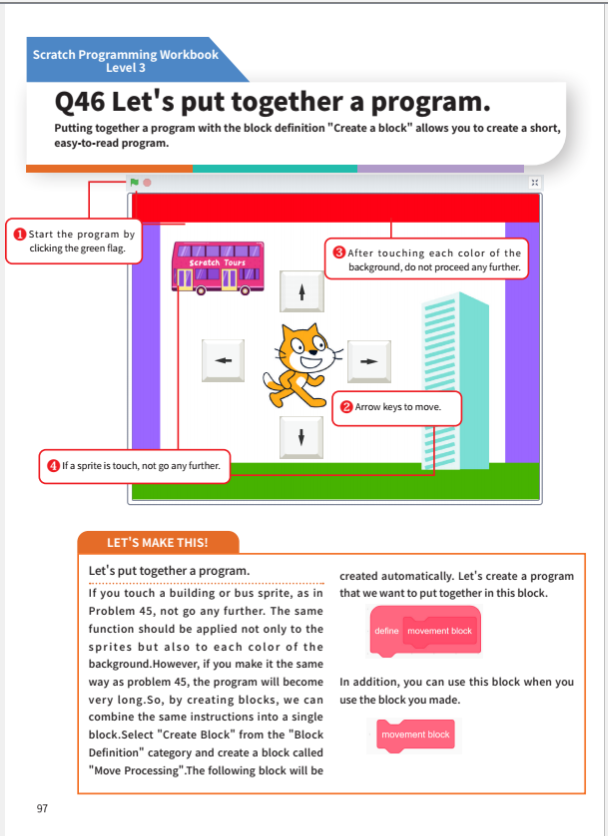 Scratch Programming Workbook
Level 3
Q46 Let's put together a program.
Putting together a program with the block definition "Create a block" allows you to create a short,
easy-to-read program.
1 Start the program by
clicking the green flag.
Scratch Tours
3 After touching each color of the
background, do not proceed any further.
2 Arrow keys to move.
4 If a sprite is touch, not go any further.
LET'S MAKE THIS!
Let's put together a program.
If you touch a building or bus sprite, as in
Problem 45, not go any further. The same
function should be applied not only to the
sprites but also to each color of the
background.However, if you make it the same
way as problem 45, the program will become
very long.So, by creating blocks, we can
combine the same instructions into a single
block.Select "Create Block" from the "Block
Definition" category and create a block called
"Move Processing".The following block will be
created automatically. Let's create a program
that we want to put together in this block.
define movement block
In addition, you can use this block when you
use the block you made.
movement block
97